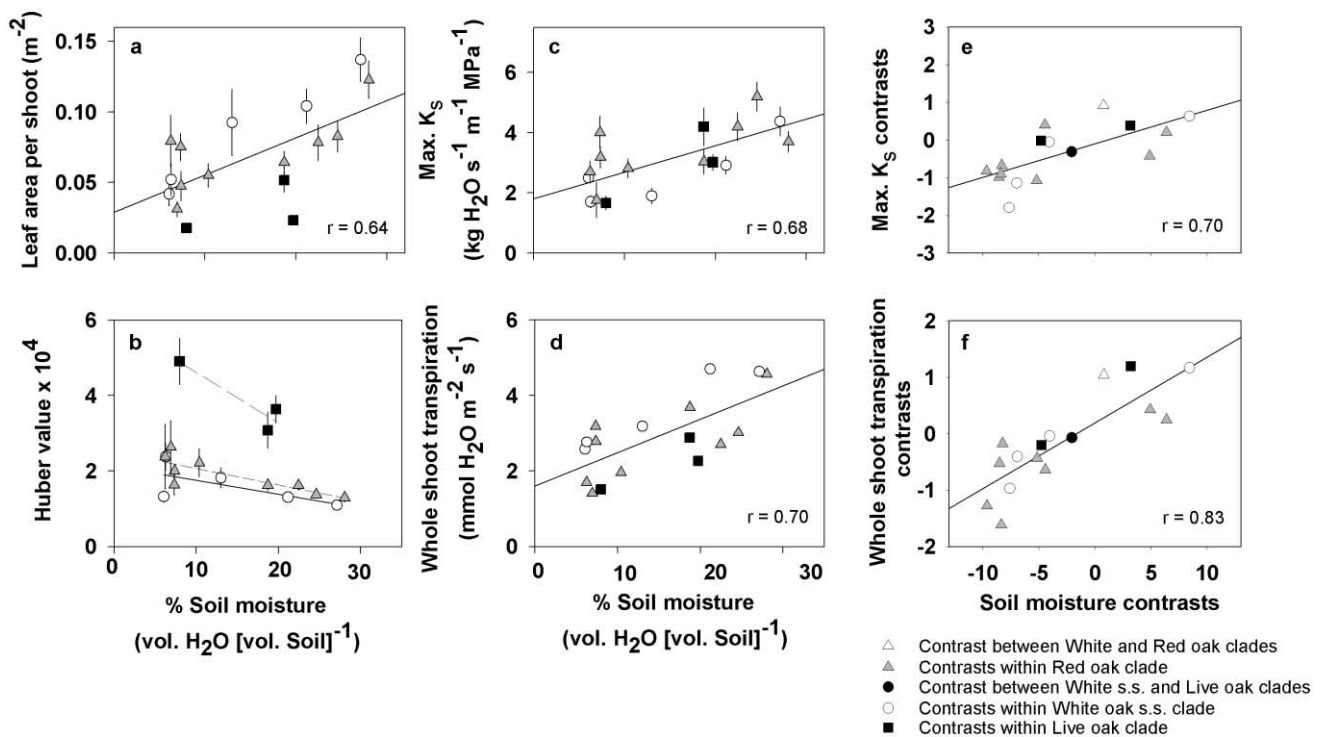 a
Leaf area per shoot (m⁻²)
0.15
0.10
0.05
0.00
r = 0.64
c
Max. K_S
(kg H₂O s⁻¹ m⁻¹ MPa⁻¹)
6
4
2
0
r = 0.68
e
Max. K_S contrasts
3
2
1
0
-1
-2
-3
r = 0.70
b
Huber value x 10⁴
6
4
2
0
0
10
20
30
% Soil moisture
(vol. H₂O [vol. Soil]⁻¹)
d
Whole shoot transpiration
(mmol H₂O m⁻² s⁻¹)
6
4
2
0
r = 0.70
0
10
20
30
% Soil moisture
(vol. H₂O [vol. Soil]⁻¹)
f
Whole shoot transpiration
contrasts
2
1
0
-1
-2
r = 0.83
-10
-5
0
5
10
Soil moisture contrasts
Contrast between White and Red oak clades
Contrasts within Red oak clade
Contrast between White s.s. and Live oak clades
Contrasts within White oak s.s. clade
Contrasts within Live oak clade